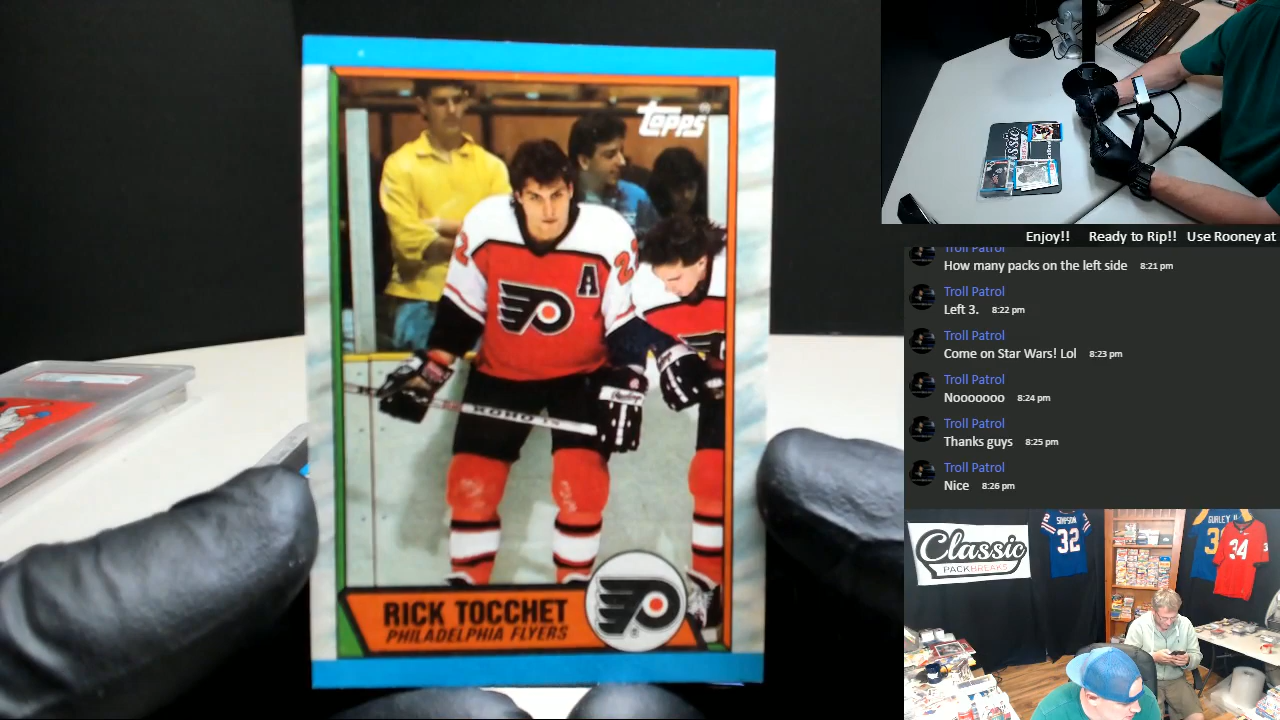 Topps
22
A
2
KOHO
RICK TOCCHET
PHILADELPHIA FLYERS
Enjoy!! Ready to Rip!! Use Rooney at
Troll Patrol
How many packs on the left side 8:21 pm
Troll Patrol
Left 3. 8:22 pm
Troll Patrol
Come on Star Wars! Lol 8:23 pm
Troll Patrol
Nooooooo 8:24 pm
Troll Patrol
Thanks guys 8:25 pm
Troll Patrol
Nice 8:26 pm
Classic
PACK BREAKS
SIMPSON
32
GURLEY II
3
34